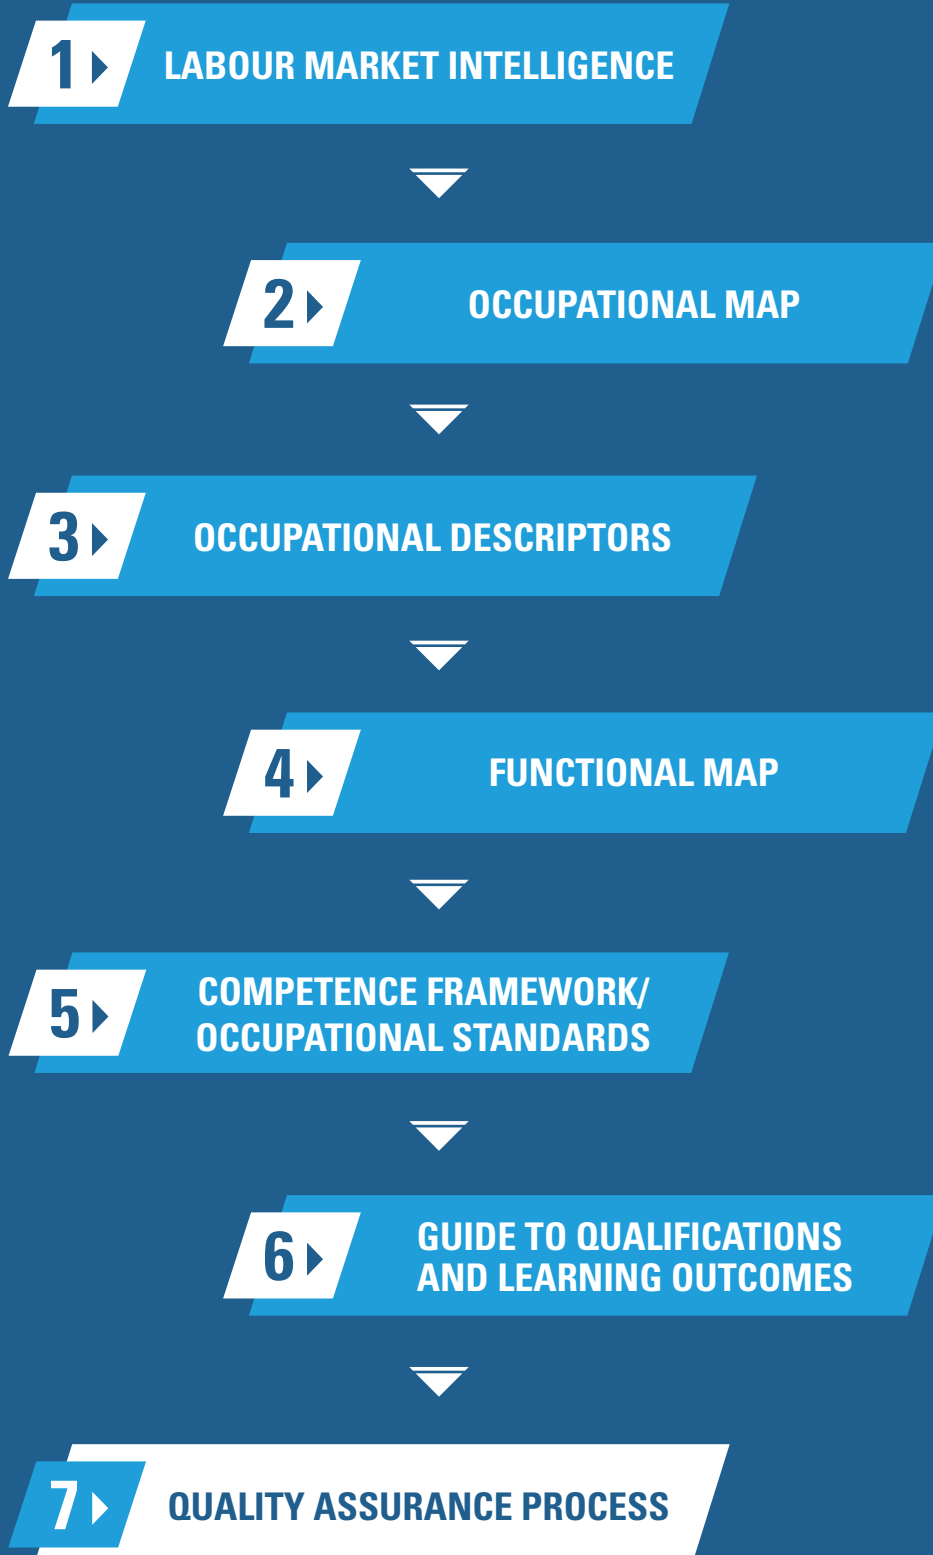 1
LABOUR MARKET INTELLIGENCE
2
OCCUPATIONAL MAP
3
OCCUPATIONAL DESCRIPTORS
4
FUNCTIONAL MAP
5
COMPETENCE FRAMEWORK/
OCCUPATIONAL STANDARDS
6
GUIDE TO QUALIFICATIONS
AND LEARNING OUTCOMES
7
QUALITY ASSURANCE PROCESS